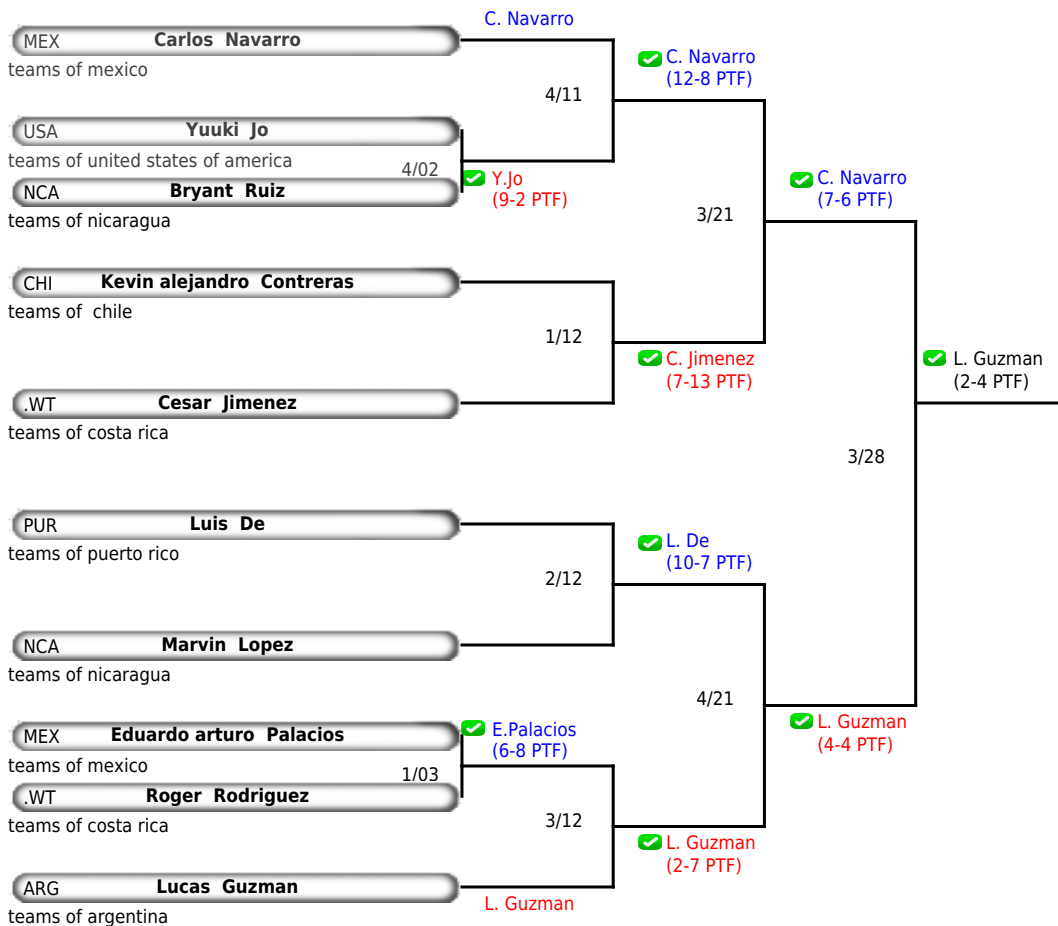 C. Navarro
MEX Carlos Navarro
teams of mexico
C. Navarro
(12-8 PTF)
4/11
USA Yuuki Jo
teams of united states of america
4/02
Y.Jo
(9-2 PTF)
NCA Bryant Ruiz
teams of nicaragua
C. Navarro
(7-6 PTF)
3/21
CHI Kevin alejandro Contreras
teams of chile
1/12
C. Jimenez
(7-13 PTF)
L. Guzman
(2-4 PTF)
.WT Cesar Jimenez
teams of costa rica
3/28
PUR Luis De
teams of puerto rico
L. De
(10-7 PTF)
2/12
NCA Marvin Lopez
teams of nicaragua
4/21
L. Guzman
(4-4 PTF)
MEX Eduardo arturo Palacios
teams of mexico
E.Palacios
(6-8 PTF)
1/03
.WT Roger Rodriguez
teams of costa rica
3/12
L. Guzman
(2-7 PTF)
ARG Lucas Guzman
teams of argentina
L. Guzman